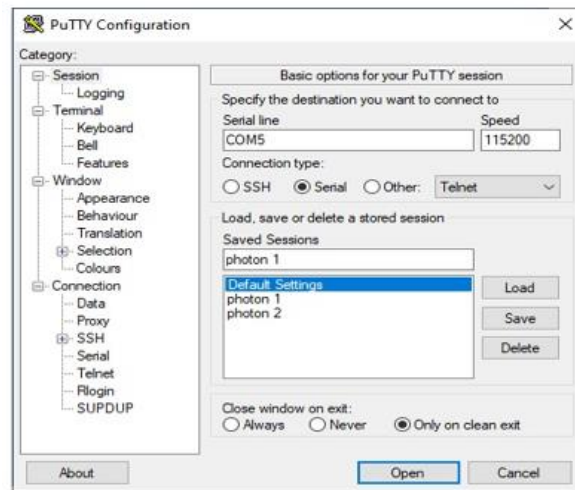 PuTTY Configuration
Category:
Session
Logging
Terminal
Keyboard
Bell
Features
Window
Appearance
Behaviour
Translation
Selection
Colours
Connection
Data
Proxy
SSH
Serial
Telnet
Rlogin
SUPDUP
Basic options for your PuTTY session
Specify the destination you want to connect to
Serial line Speed
COM5 115200
Connection type:
SSH Serial Other: Telnet
Load, save or delete a stored session
Saved Sessions
photon 1
Default Settings
photon 1
photon 2
Load
Save
Delete
Close window on exit:
Always Never Only on clean exit
About Open Cancel